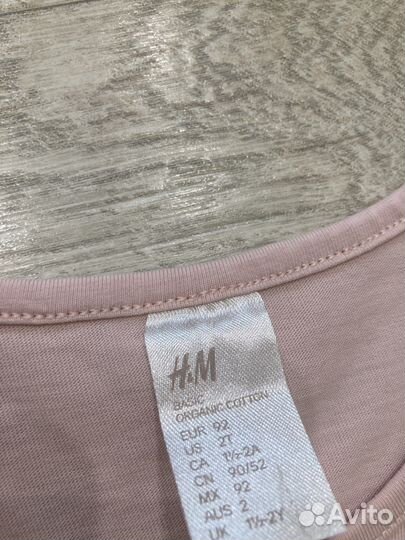 H&M
BASIC
ORGANIC COTTON
EUR 92
US 2T
CA 1½-2A
CN 90/52
MX 92
AUS 2
UK 1½-2Y
Avito